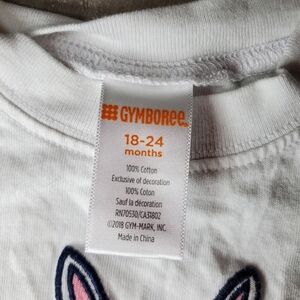 GYMBOREE
18-24
months
100% Cotton
Exclusive of decoration
100% Coton
Sauf la décoration
RN70530/CA31802
©2018 GYM-MARK, INC.
Made in China